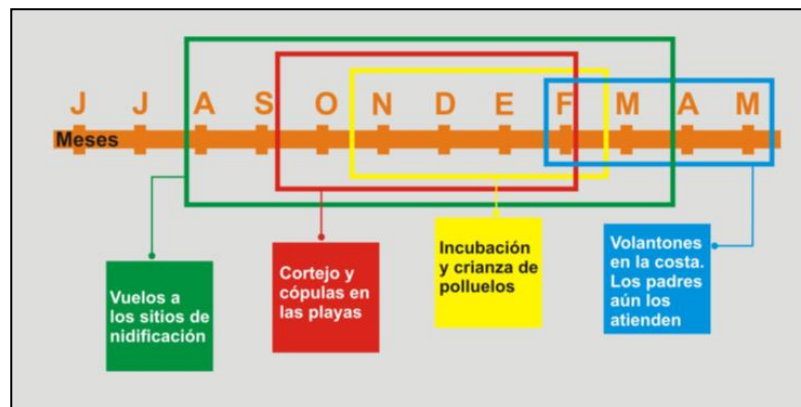 J J A S O N D E F M A M
Meses
Vuelos a
los sitios de
nidificación
Cortejo y
cópulas en
las playas
Incubación
y crianza de
polluelos
Volantones
en la costa.
Los padres
aún los
atienden